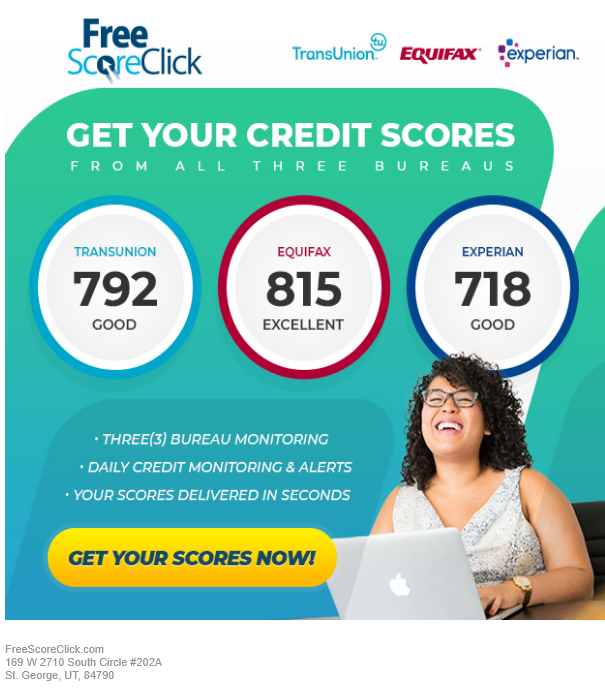 Free
ScoreClick
TransUnion
tu
EQUIFAX
experian.
GET YOUR CREDIT SCORES
FROM ALL THREE BUREAUS
TRANSUNION
792
GOOD
EQUIFAX
815
EXCELLENT
EXPERIAN
718
GOOD
• THREE(3) BUREAU MONITORING
• DAILY CREDIT MONITORING & ALERTS
• YOUR SCORES DELIVERED IN SECONDS
GET YOUR SCORES NOW!
FreeScoreClick.com
169 W 2710 South Circle #202A
St. George, UT, 84790